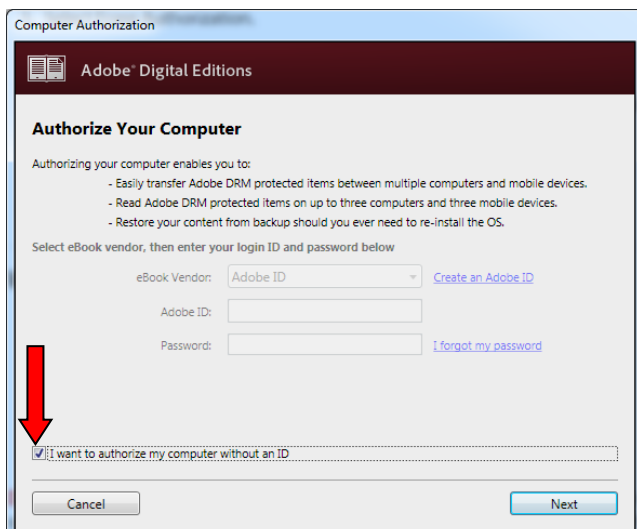 Computer Authorization
Adobe® Digital Editions
Authorize Your Computer
Authorizing your computer enables you to:
- Easily transfer Adobe DRM protected items between multiple computers and mobile devices.
- Read Adobe DRM protected items on up to three computers and three mobile devices.
- Restore your content from backup should you ever need to re-install the OS.
Select eBook vendor, then enter your login ID and password below
eBook Vendor: Adobe ID Create an Adobe ID
Adobe ID:
Password: I forgot my password
I want to authorize my computer without an ID
Cancel Next